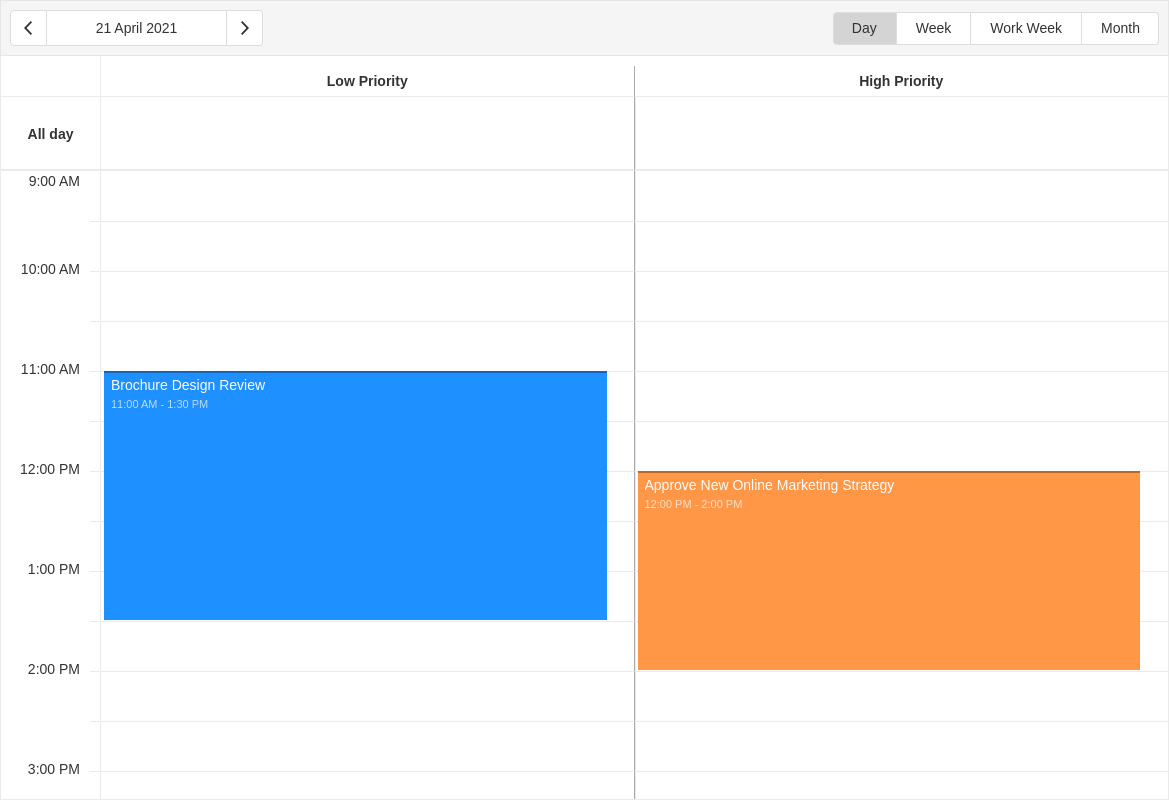 21 April 2021
Day Week Work Week Month
Low Priority High Priority
All day
9:00 AM
10:00 AM
11:00 AM
Brochure Design Review
11:00 AM - 1:30 PM
12:00 PM
Approve New Online Marketing Strategy
12:00 PM - 2:00 PM
1:00 PM
2:00 PM
3:00 PM